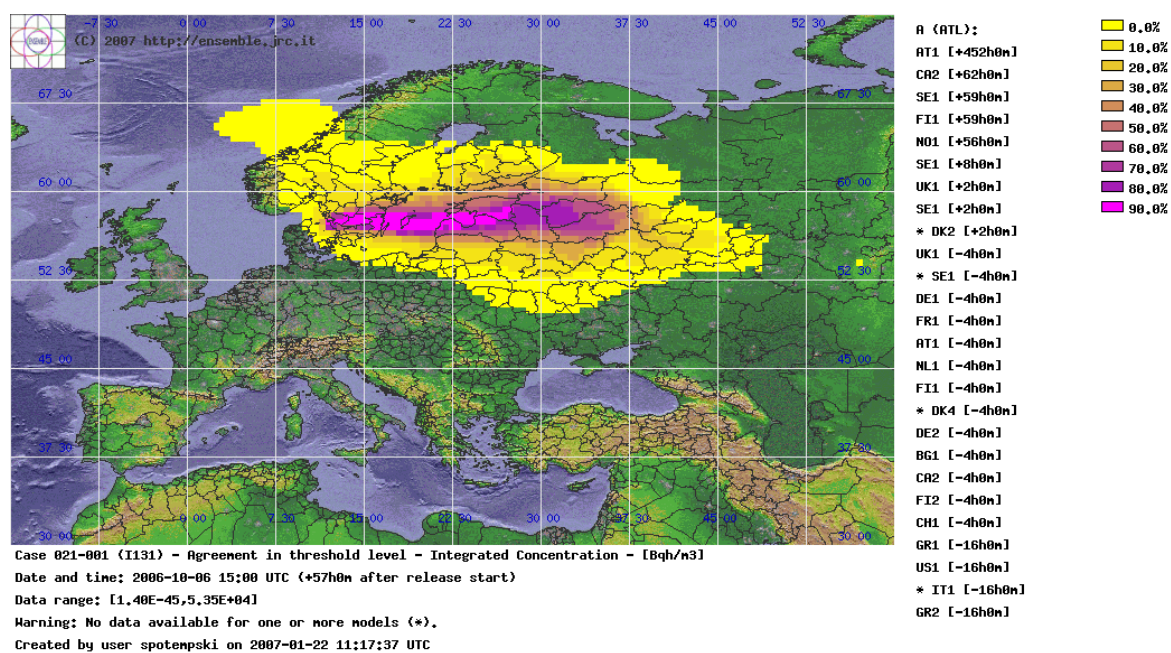 -7 30 0 00 7 30 15 00 22 30 30 00 37 30 45 00 52 30
(C) 2007 http://ensemble.jrc.it
67 30 67 30
60 00 60 00
52 30 52 30
45 00 45 00
37 30 37 30
0 00 7 30 15 00 22 30 30 00 37 30 45 00
30 00
A (ATL):
AT1 [+452h0m]
CA2 [+62h0m]
SE1 [+59h0m]
FI1 [+59h0m]
NO1 [+56h0m]
SE1 [+8h0m]
UK1 [+2h0m]
SE1 [+2h0m]
* DK2 [+2h0m]
UK1 [-4h0m]
* SE1 [-4h0m]
DE1 [-4h0m]
FR1 [-4h0m]
AT1 [-4h0m]
NL1 [-4h0m]
FI1 [-4h0m]
* DK4 [-4h0m]
DE2 [-4h0m]
BG1 [-4h0m]
CA2 [-4h0m]
FI2 [-4h0m]
CH1 [-4h0m]
GR1 [-16h0m]
US1 [-16h0m]
* IT1 [-16h0m]
GR2 [-16h0m]
0.0%
10.0%
20.0%
30.0%
40.0%
50.0%
60.0%
70.0%
80.0%
90.0%
Case 021-001 (I131) - Agreement in threshold level - Integrated Concentration - [Bqh/m3]
Date and time: 2006-10-06 15:00 UTC (+57h0m after release start)
Data range: [1.40E-45,5.35E+04]
Warning: No data available for one or more models (*).
Created by user spotempski on 2007-01-22 11:17:37 UTC